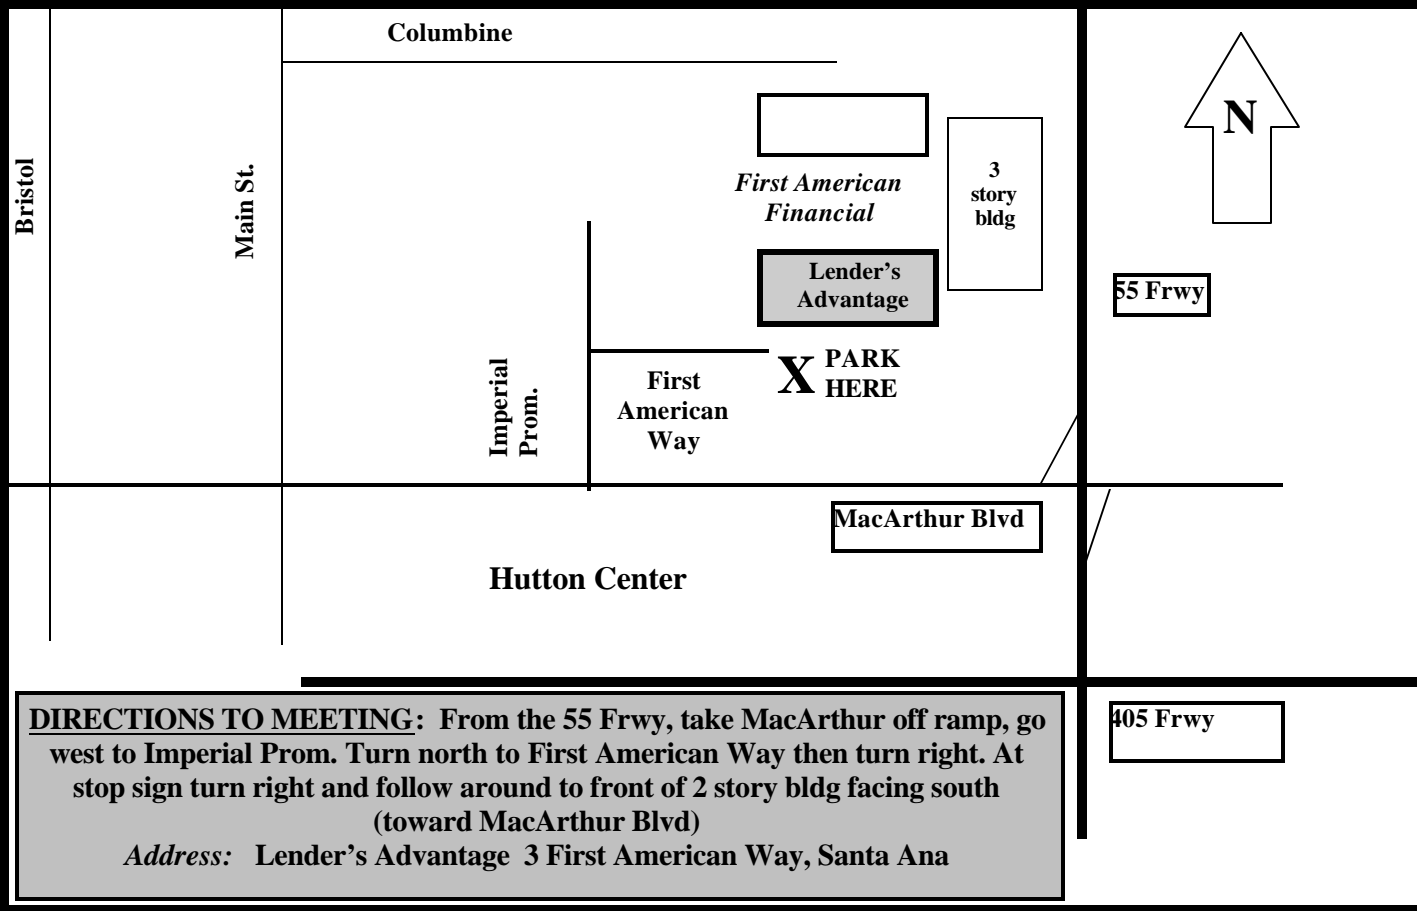 Columbine
N
Bristol
Main St.
3
story
bldg
First American
Financial
Lender's
Advantage
55 Frwy
Imperial
Prom.
First
American
Way
X
PARK
HERE
MacArthur Blvd
Hutton Center
405 Frwy
DIRECTIONS TO MEETING:  From the 55 Frwy, take MacArthur off ramp, go
west to Imperial Prom. Turn north to First American Way then turn right. At
stop sign turn right and follow around to front of 2 story bldg facing south
(toward MacArthur Blvd)
Address:   Lender's Advantage  3 First American Way, Santa Ana